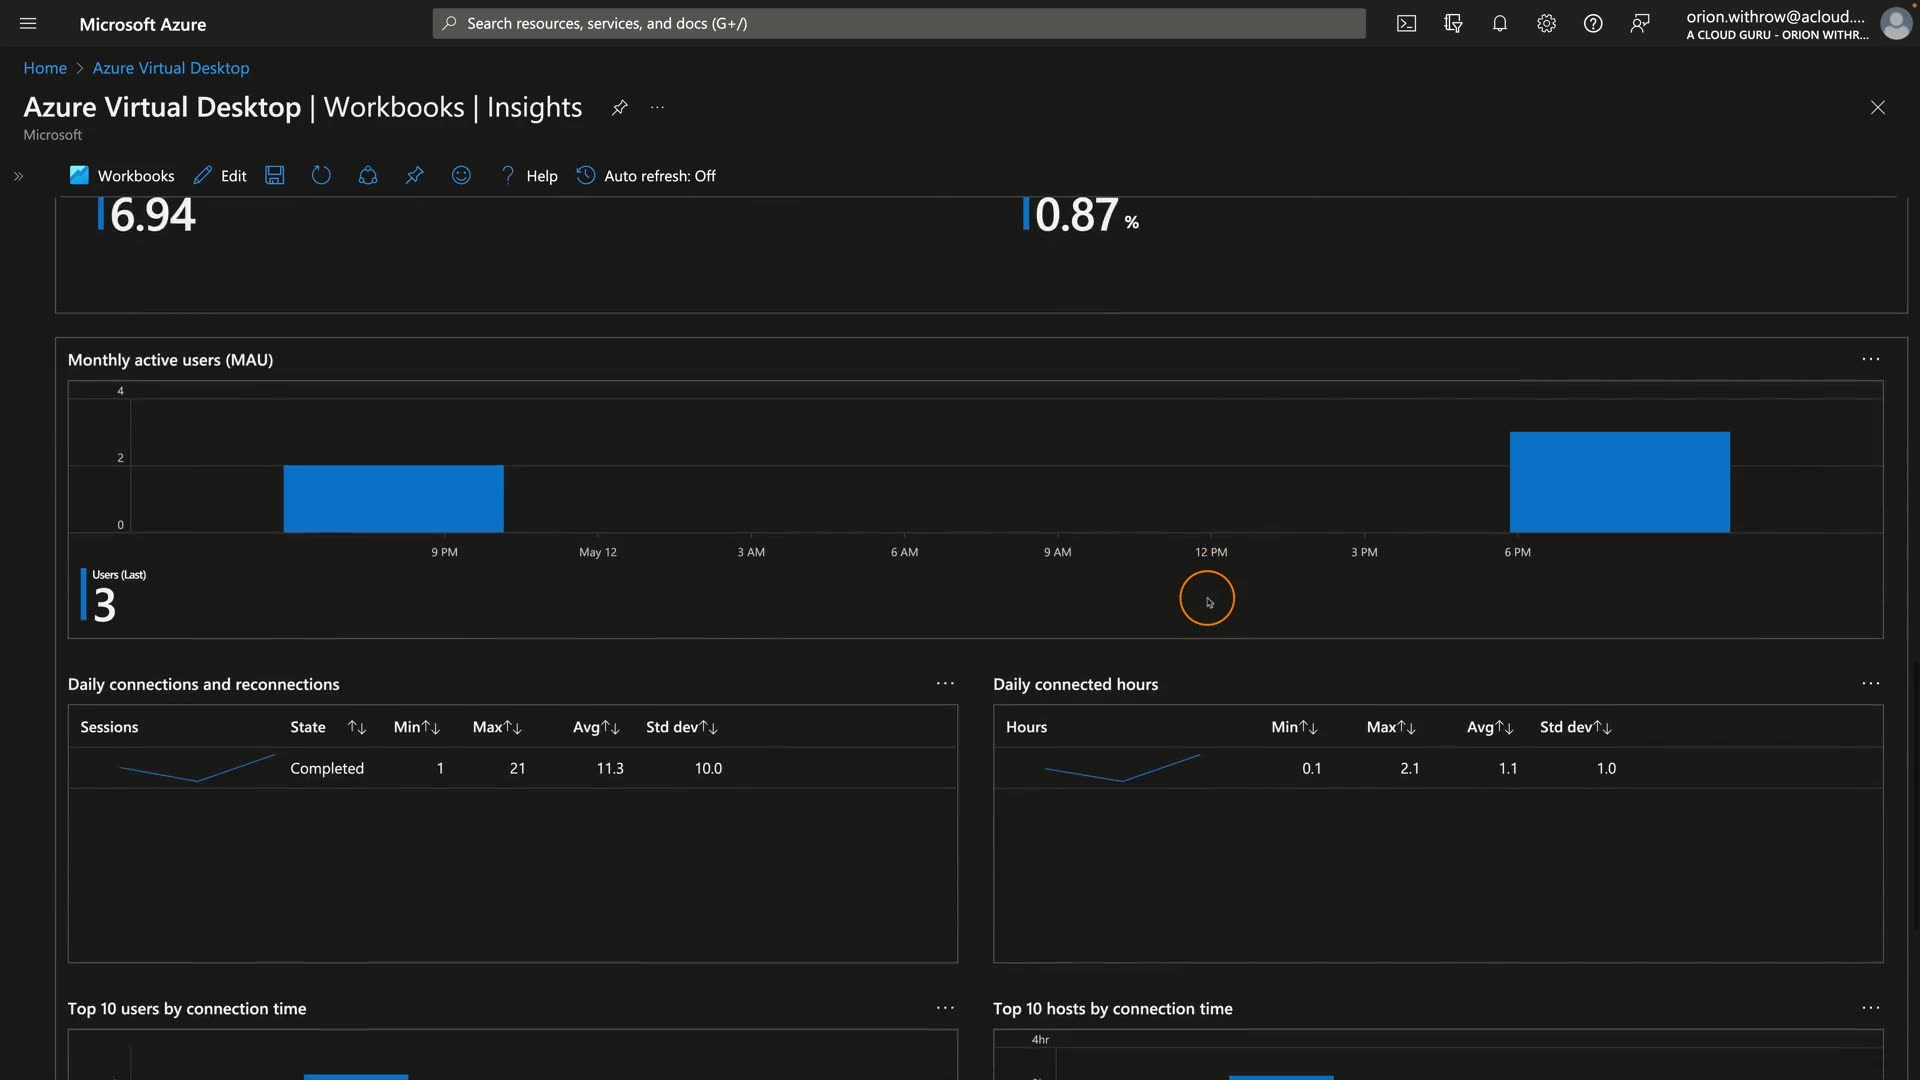 Microsoft Azure
Search resources, services, and docs (G+/)
orion.withrow@acloud....
A CLOUD GURU - ORION WITHR...
Home > Azure Virtual Desktop
Azure Virtual Desktop | Workbooks | Insights
Microsoft
Workbooks Edit Help Auto refresh: Off
6.94 0.87 %
Monthly active users (MAU)
4
2
0
9 PM May 12 3 AM 6 AM 9 AM 12 PM 3 PM 6 PM
Users (Last)
3
Daily connections and reconnections
Sessions State Min Max Avg Std dev
Completed 1 21 11.3 10.0
Daily connected hours
Hours Min Max Avg Std dev
0.1 2.1 1.1 1.0
Top 10 users by connection time
Top 10 hosts by connection time
4hr